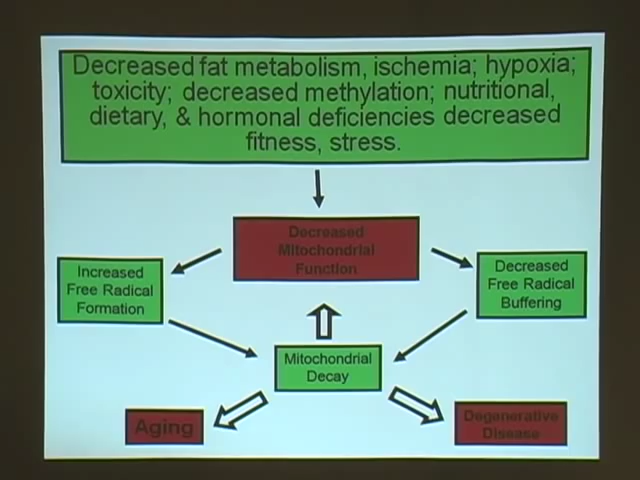 Decreased fat metabolism, ischemia; hypoxia;
toxicity; decreased methylation; nutritional,
dietary, & hormonal deficiencies decreased
fitness, stress.
Decreased
Mitochondrial
Function
Increased
Free Radical
Formation
Decreased
Free Radical
Buffering
Mitochondrial
Decay
Aging
Degenerative
Disease